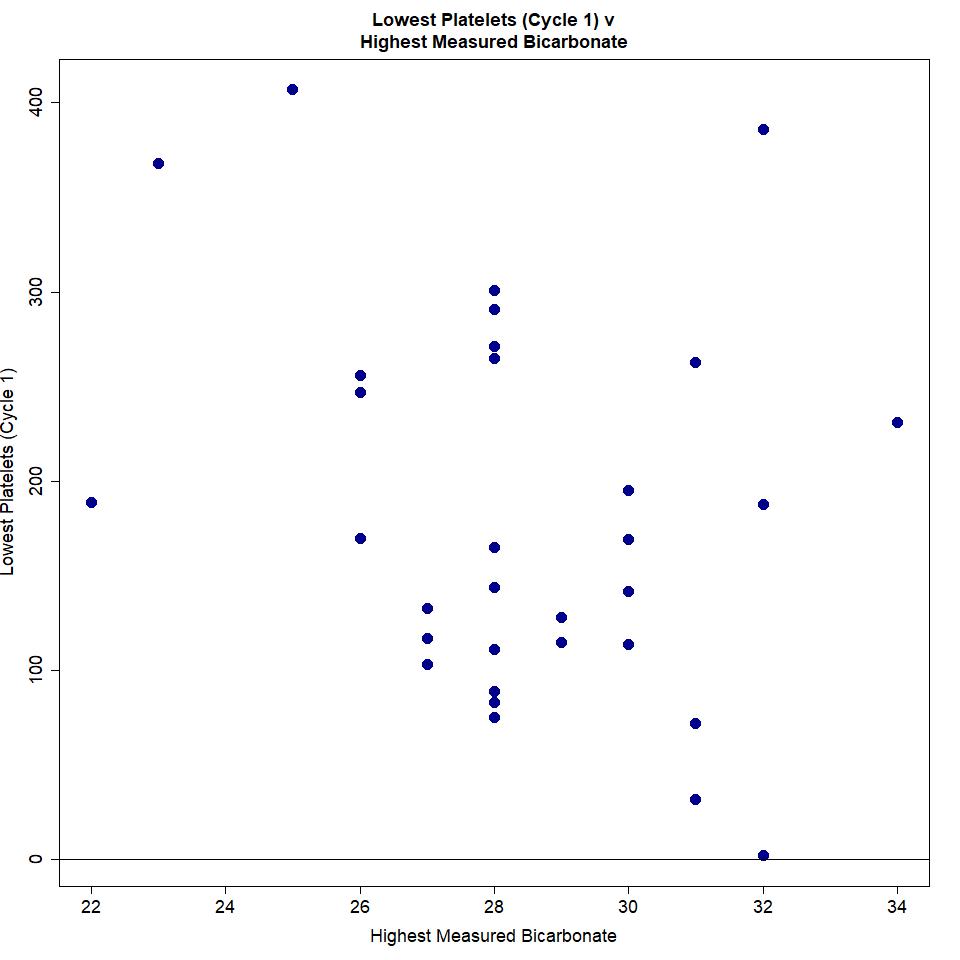 Lowest Platelets (Cycle 1) v
Highest Measured Bicarbonate
Lowest Platelets (Cycle 1)
400
300
200
100
0
22 24 26 28 30 32 34
Highest Measured Bicarbonate